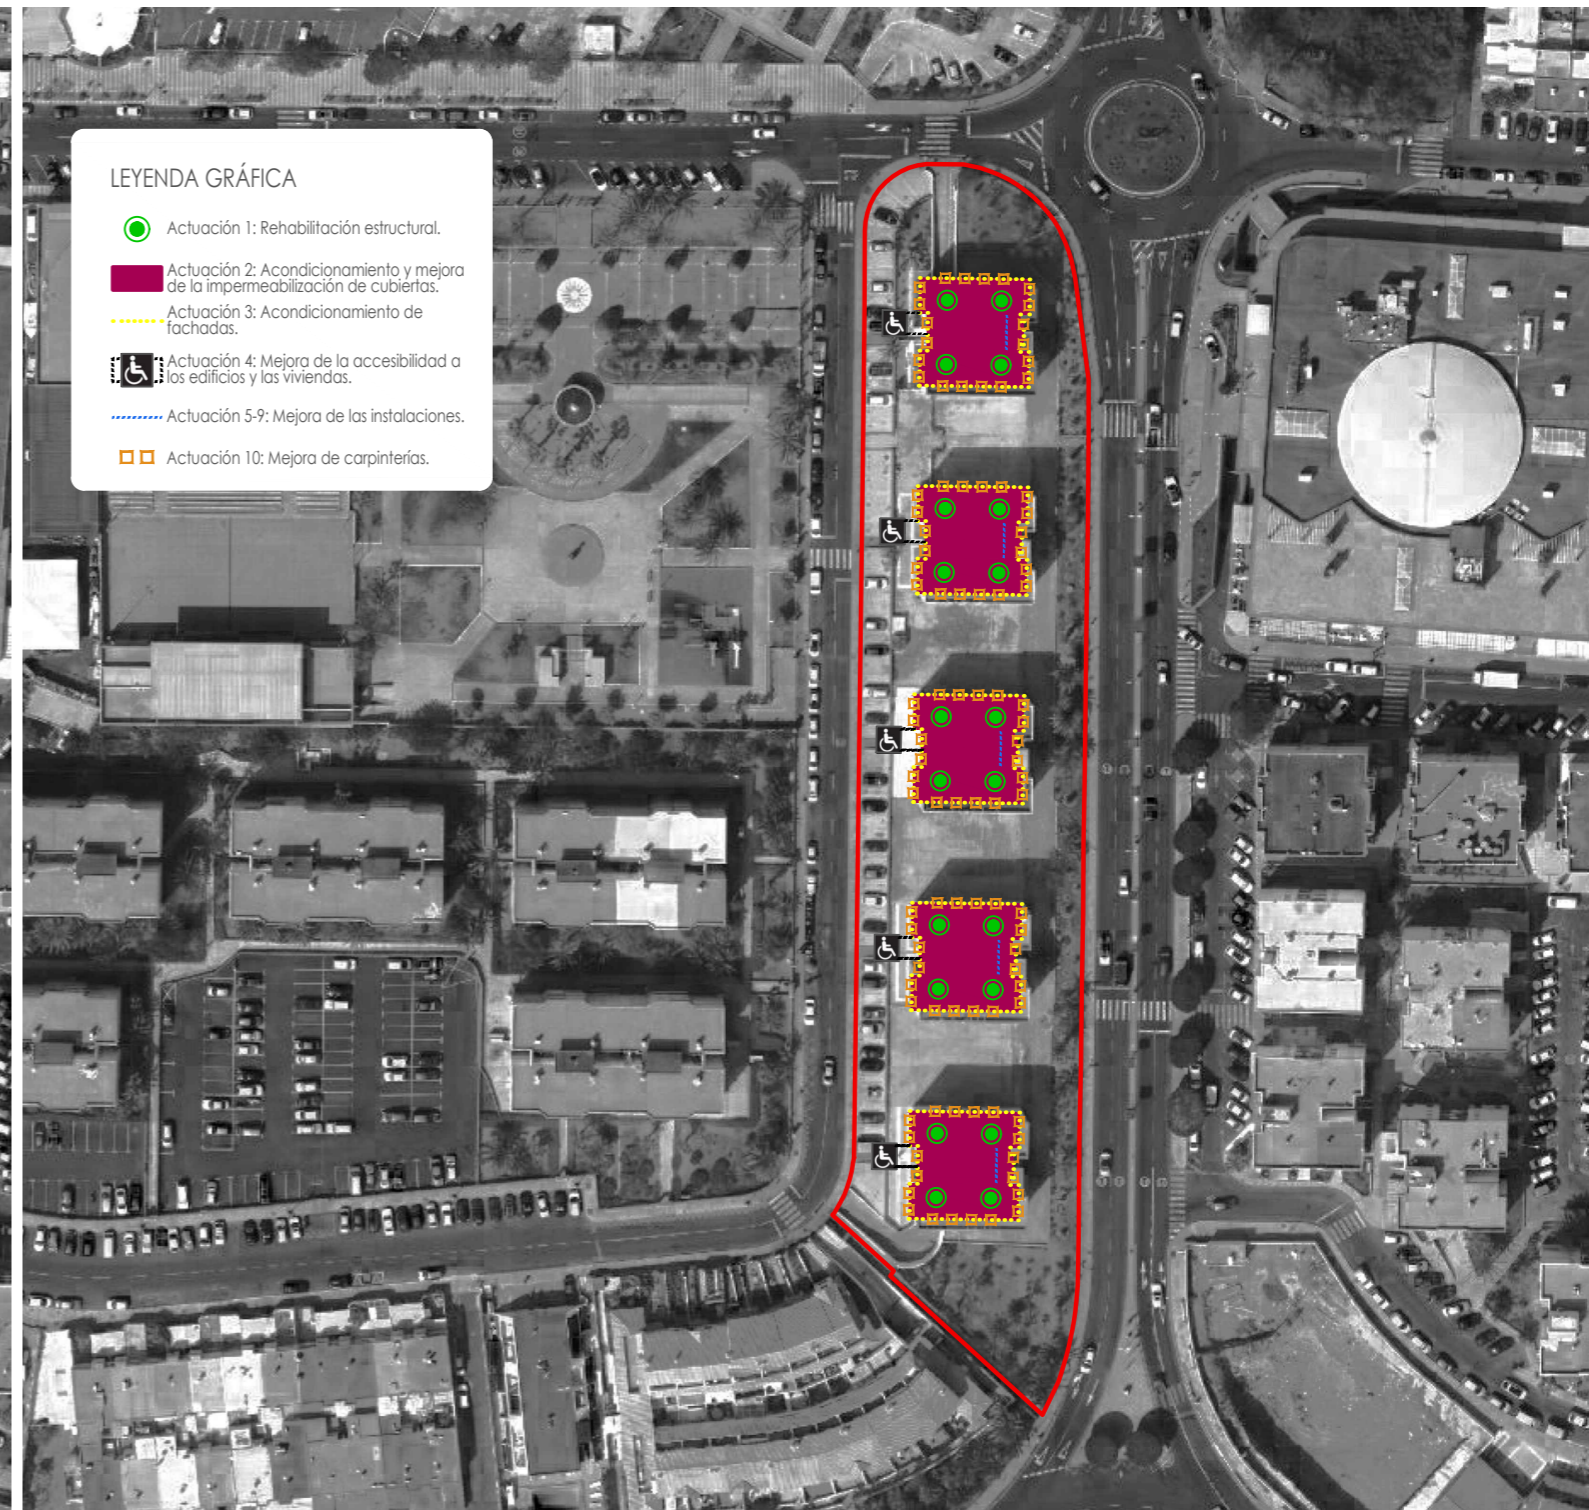 LEYENDA GRÁFICA
Actuación 1: Rehabilitación estructural.
Actuación 2: Acondicionamiento y mejora
de la impermeabilización de cubiertas.
Actuación 3: Acondicionamiento de
fachadas.
Actuación 4: Mejora de la accesibilidad a
los edificios y las viviendas.
Actuación 5-9: Mejora de las instalaciones.
Actuación 10: Mejora de carpinterías.